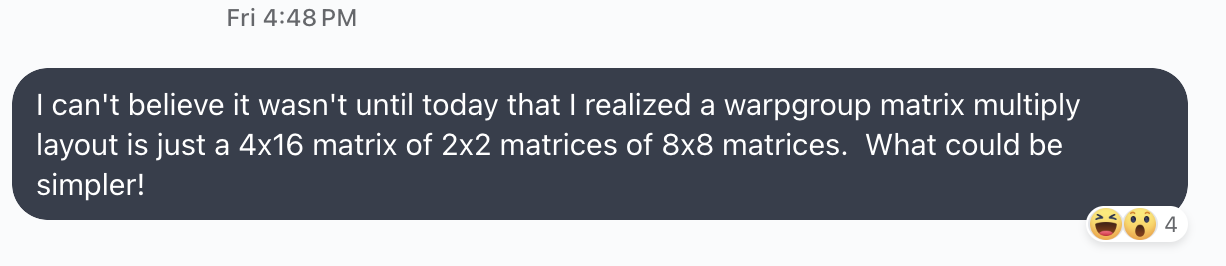 Fri 4:48 PM
I can't believe it wasn't until today that I realized a warpgroup matrix multiply
layout is just a 4x16 matrix of 2x2 matrices of 8x8 matrices.  What could be
simpler!
4